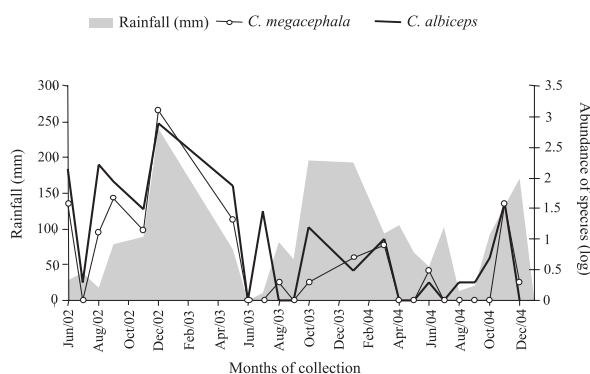 Rainfall (mm) C. megacephala C. albiceps
300
250
200
150
100
50
0
Rainfall (mm)
3.5
3
2.5
2
1.5
1
0.5
0
Abundance of species (log)
Jun/02
Aug/02
Oct/02
Dec/02
Feb/03
Apr/03
Jun/03
Aug/03
Oct/03
Dec/03
Feb/04
Apr/04
Jun/04
Aug/04
Oct/04
Dec/04
Months of collection